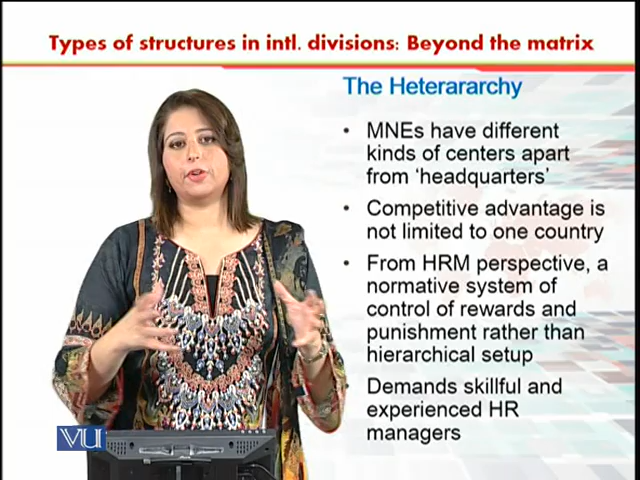 Types of structures in intl. divisions: Beyond the matrix
The Heterararchy
• MNEs have different
kinds of centers apart
from ‘headquarters’
• Competitive advantage is
not limited to one country
• From HRM perspective, a
normative system of
control of rewards and
punishment rather than
hierarchical setup
Demands skillful and
experienced HR
managers
VU